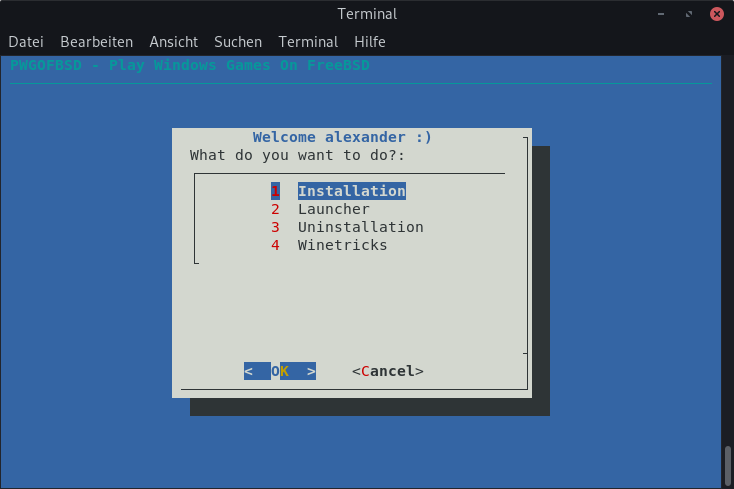 Terminal
Datei Bearbeiten Ansicht Suchen Terminal Hilfe
PWGOFBSD - Play Windows Games On FreeBSD
Welcome alexander :)
What do you want to do?:
1 Installation
2 Launcher
3 Uninstallation
4 Winetricks
< OK > <Cancel>